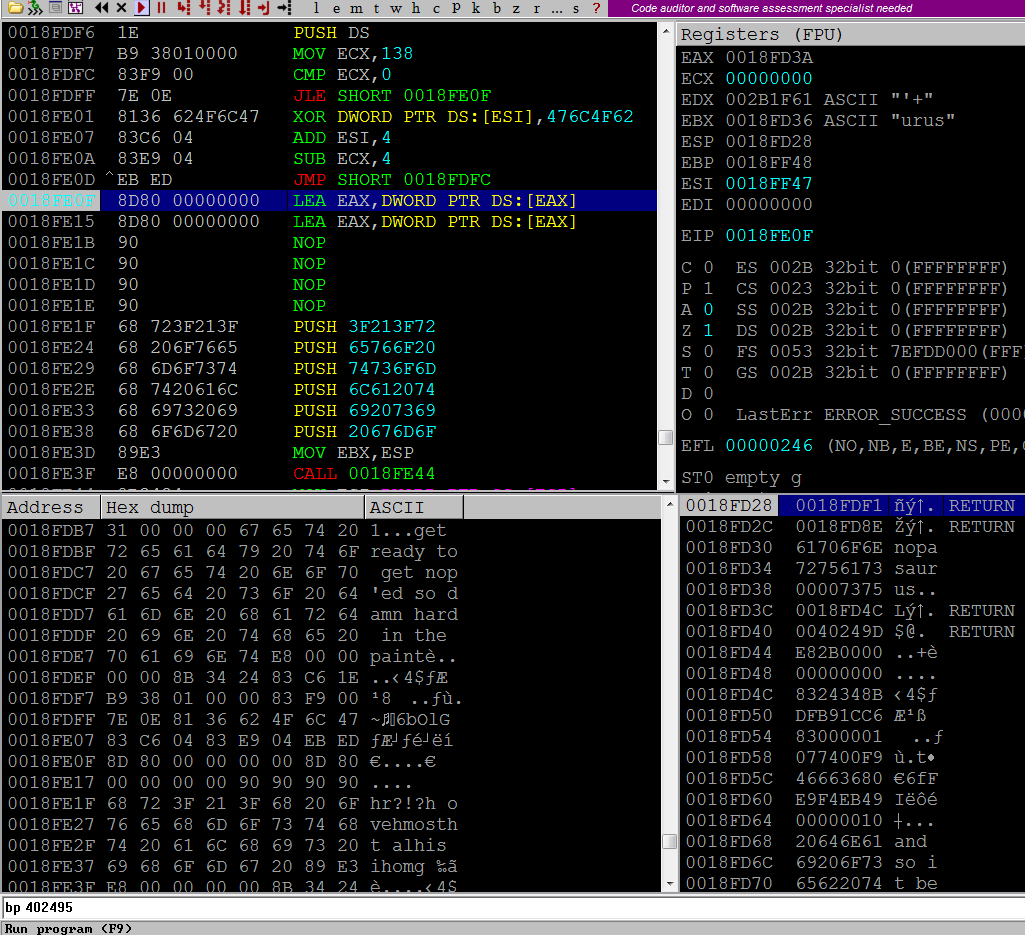 l e m t w h c p k b z r ... s ?
Code auditor and software assessment specialist needed
0018FDF6 1E PUSH DS
0018FDF7 B9 38010000 MOV ECX,138
0018FDFC 83F9 00 CMP ECX,0
0018FDFF 7E 0E JLE SHORT 0018FE0F
0018FE01 8136 624F6C47 XOR DWORD PTR DS:[ESI],476C4F62
0018FE07 83C6 04 ADD ESI,4
0018FE0A 83E9 04 SUB ECX,4
0018FE0D ^EB ED JMP SHORT 0018FDFC
0018FE0F 8D80 00000000 LEA EAX,DWORD PTR DS:[EAX]
0018FE15 8D80 00000000 LEA EAX,DWORD PTR DS:[EAX]
0018FE1B 90 NOP
0018FE1C 90 NOP
0018FE1D 90 NOP
0018FE1E 90 NOP
0018FE1F 68 723F213F PUSH 3F213F72
0018FE24 68 206F7665 PUSH 65766F20
0018FE29 68 6D6F7374 PUSH 74736F6D
0018FE2E 68 7420616C PUSH 6C612074
0018FE33 68 69732069 PUSH 69207369
0018FE38 68 6F6D6720 PUSH 20676D6F
0018FE3D 89E3 MOV EBX,ESP
0018FE3F E8 00000000 CALL 0018FE44
Registers (FPU)
EAX 0018FD3A
ECX 00000000
EDX 002B1F61 ASCII "'+"
EBX 0018FD36 ASCII "urus"
ESP 0018FD28
EBP 0018FF48
ESI 0018FF47
EDI 00000000
EIP 0018FE0F
C 0 ES 002B 32bit 0(FFFFFFFF)
P 1 CS 0023 32bit 0(FFFFFFFF)
A 0 SS 002B 32bit 0(FFFFFFFF)
Z 1 DS 002B 32bit 0(FFFFFFFF)
S 0 FS 0053 32bit 7EFDD000(FFF
T 0 GS 002B 32bit 0(FFFFFFFF)
D 0
O 0 LastErr ERROR_SUCCESS (0000
EFL 00000246 (NO,NB,E,BE,NS,PE,
ST0 empty g
Address Hex dump ASCII
0018FDB7 31 00 00 00 67 65 74 20 1...get
0018FDBF 72 65 61 64 79 20 74 6F ready to
0018FDC7 20 67 65 74 20 6E 6F 70 get nop
0018FDCF 27 65 64 20 73 6F 20 64 'ed so d
0018FDD7 61 6D 6E 20 68 61 72 64 amn hard
0018FDDF 20 69 6E 20 74 68 65 20 in the
0018FDE7 70 61 69 6E 74 E8 00 00 paintè..
0018FDEF 00 00 8B 34 24 83 C6 1E ..‹4$ƒÆ
0018FDF7 B9 38 01 00 00 83 F9 00 ¹8 ..ƒù.
0018FDFF 7E 0E 81 36 62 4F 6C 47 ~6bOlG
0018FE07 83 C6 04 83 E9 04 EB ED ƒÆ┘ƒé┘ëí
0018FE0F 8D 80 00 00 00 00 8D 80 €....€
0018FE17 00 00 00 00 90 90 90 90 ....
0018FE1F 68 72 3F 21 3F 68 20 6F hr?!?h o
0018FE27 76 65 68 6D 6F 73 74 68 vehmosth
0018FE2F 74 20 61 6C 68 69 73 20 t alhis
0018FE37 69 68 6F 6D 67 20 89 E3 ihomg ‰ã
0018FE3F E8 00 00 00 00 8B 34 24 è....‹4$
0018FD28 0018FDF1 ñý↑. RETURN
0018FD2C 0018FD8E Žý↑. RETURN
0018FD30 61706F6E nopa
0018FD34 72756173 saur
0018FD38 00007375 us..
0018FD3C 0018FD4C Lý↑. RETURN
0018FD40 0040249D $@. RETURN
0018FD44 E82B0000 ..+è
0018FD48 00000000 ....
0018FD4C 8324348B ‹4$ƒ
0018FD50 DFB91CC6 Æ¹ß
0018FD54 83000001 ..ƒ
0018FD58 077400F9 ù.t•
0018FD5C 46663680 €6fF
0018FD60 E9F4EB49 Iëôé
0018FD64 00000010 ┼...
0018FD68 20646E61 and
0018FD6C 69206F73 so i
0018FD70 65622074 t be
bp 402495
Run program (F9)